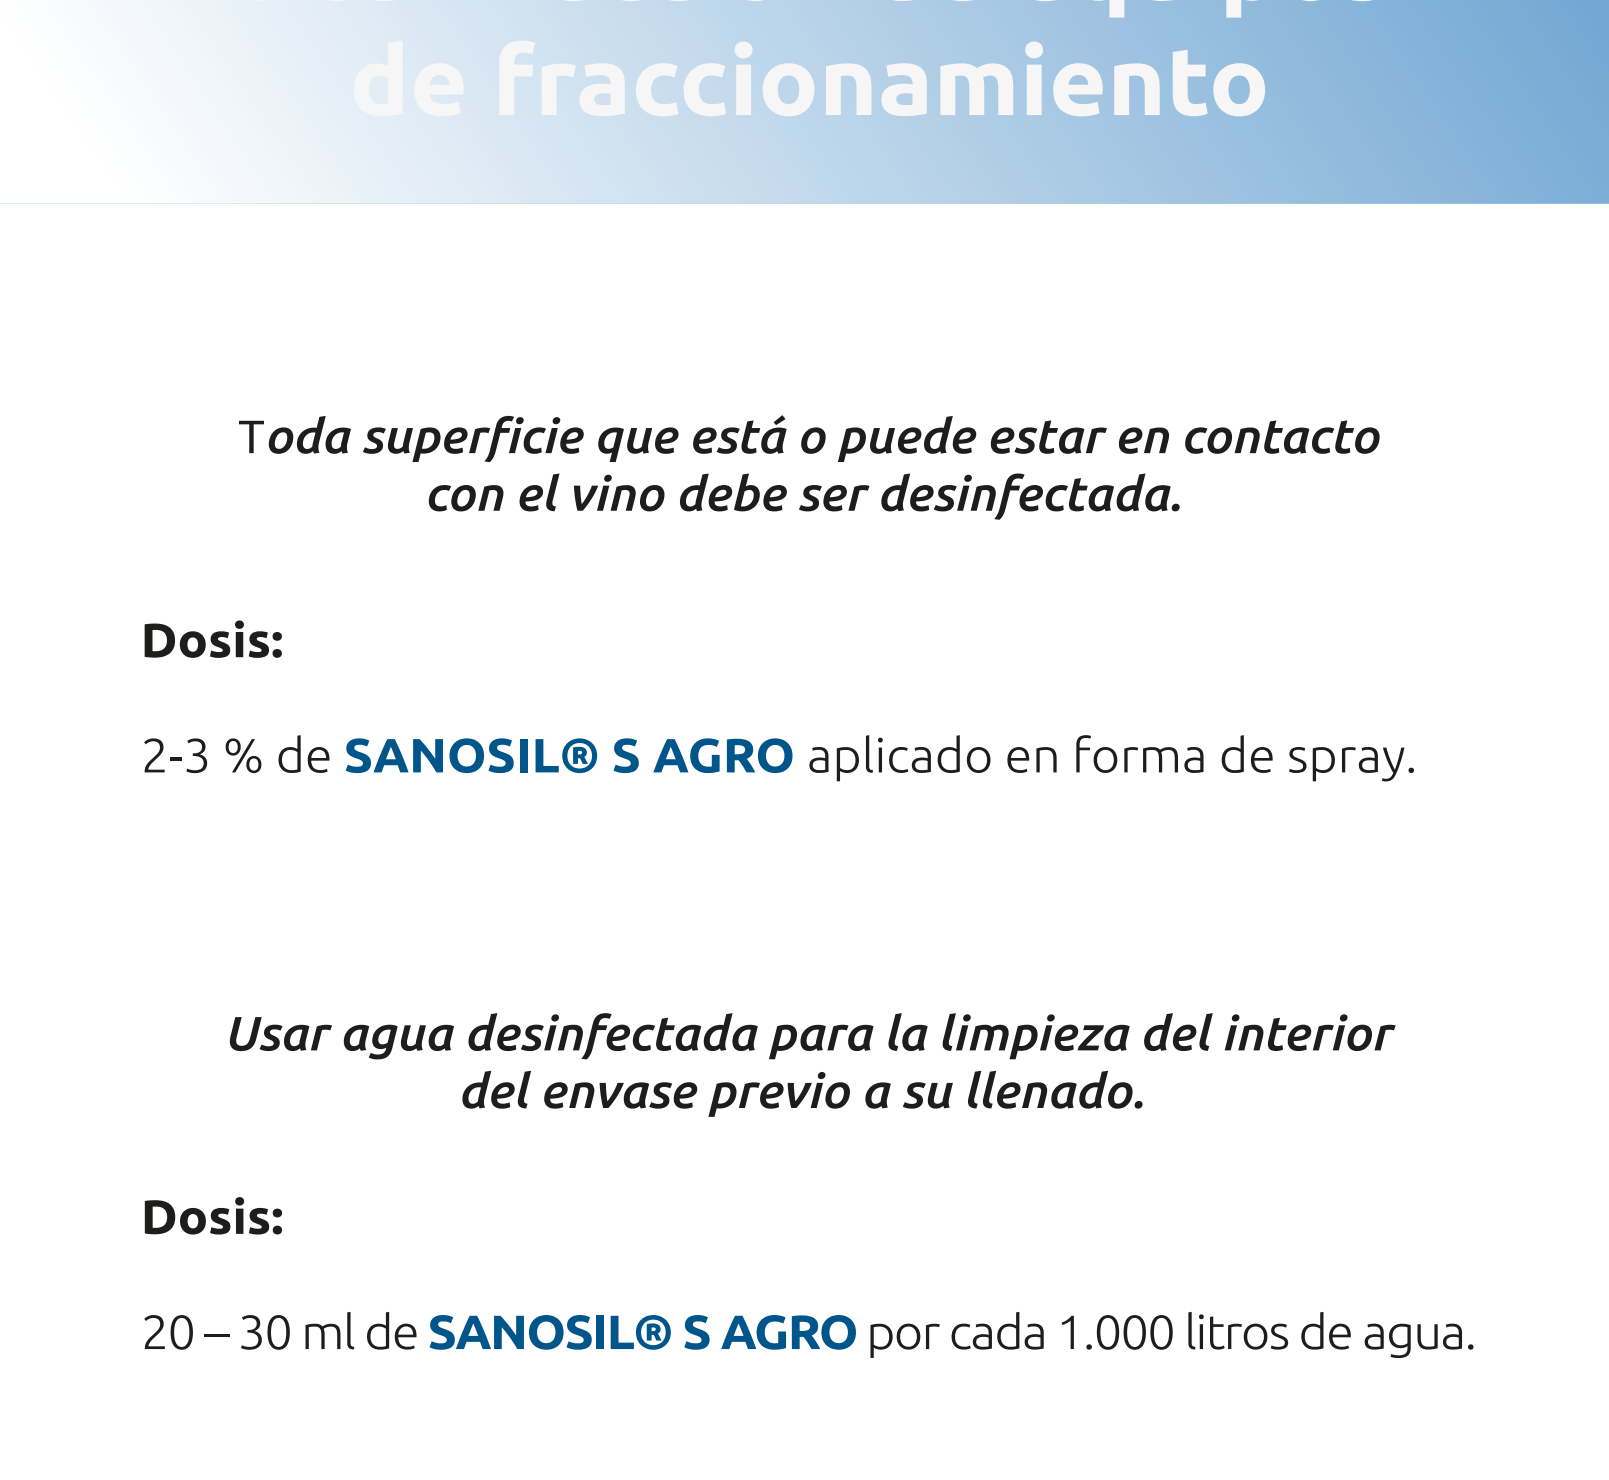 de fraccionamiento
Toda superficie que está o puede estar en contacto
con el vino debe ser desinfectada.
Dosis:
2-3 % de SANOSIL® S AGRO aplicado en forma de spray.
Usar agua desinfectada para la limpieza del interior
del envase previo a su llenado.
Dosis:
20 – 30 ml de SANOSIL® S AGRO por cada 1.000 litros de agua.